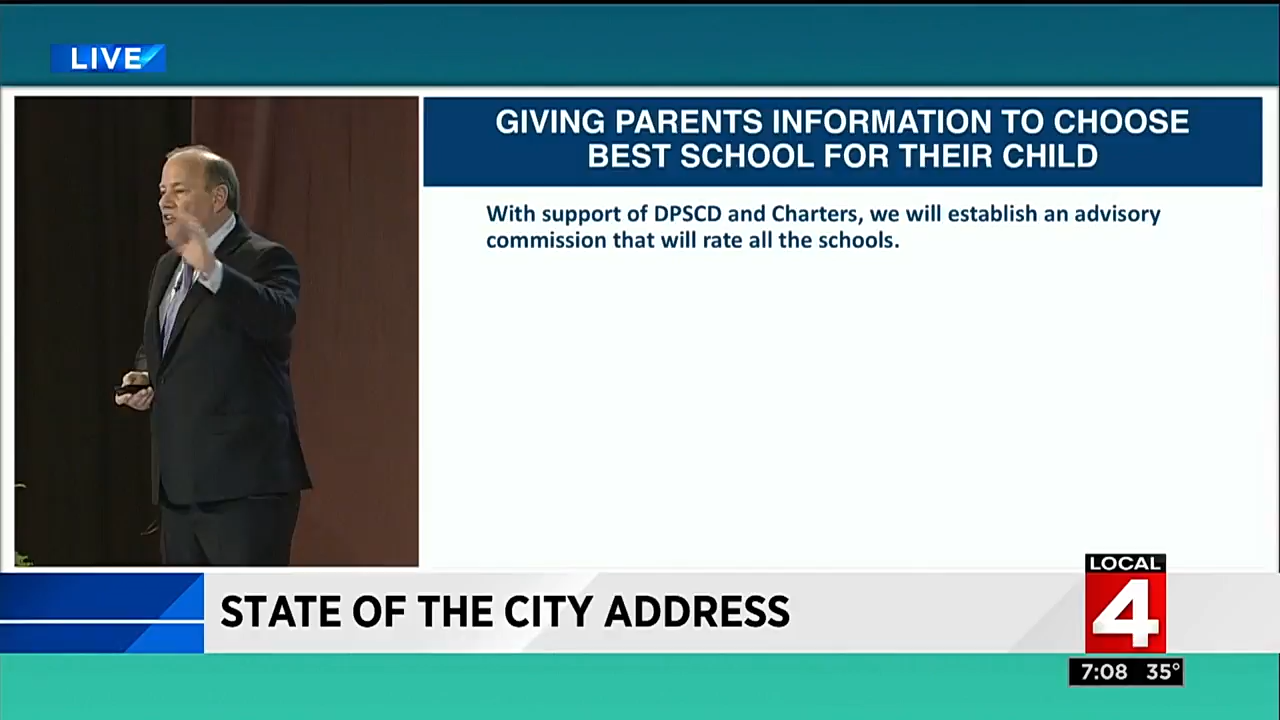 LIVE
GIVING PARENTS INFORMATION TO CHOOSE
BEST SCHOOL FOR THEIR CHILD
With support of DPSCD and Charters, we will establish an advisory
commission that will rate all the schools.
STATE OF THE CITY ADDRESS
LOCAL
4
7:08 35°